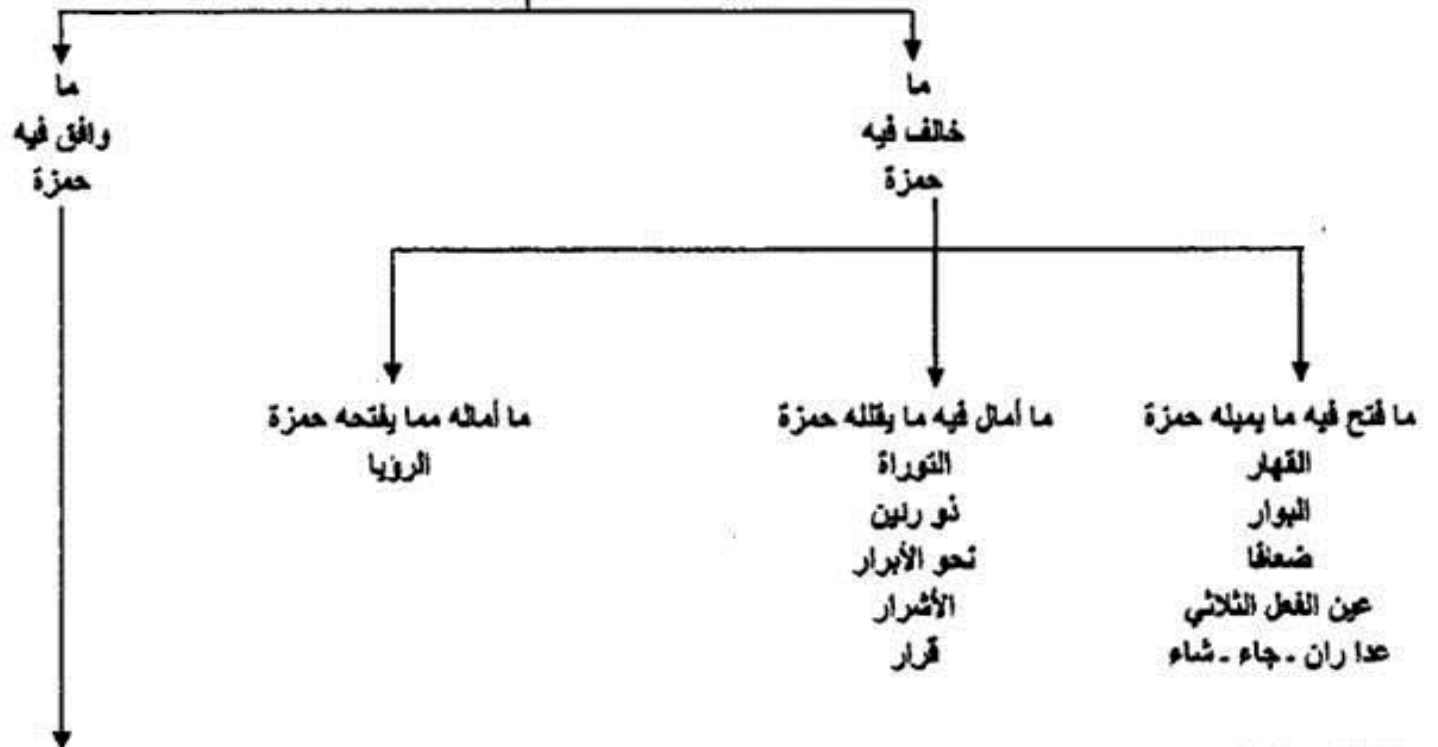 ما
خالف فيه
حمزة
ما
وافق فيه
حمزة
ما فتح فيه ما يميله حمزة
القهار
البوار
ضعافا
عين الفعل الثلاثي
عدا ران ـ جاء ـ شاء
ما أمال فيه ما يقلله حمزة
التوراة
ذو رنين
نحو الأبرار
الأشرار
قرار
ما أماله مما يفتحه حمزة
الرؤيا